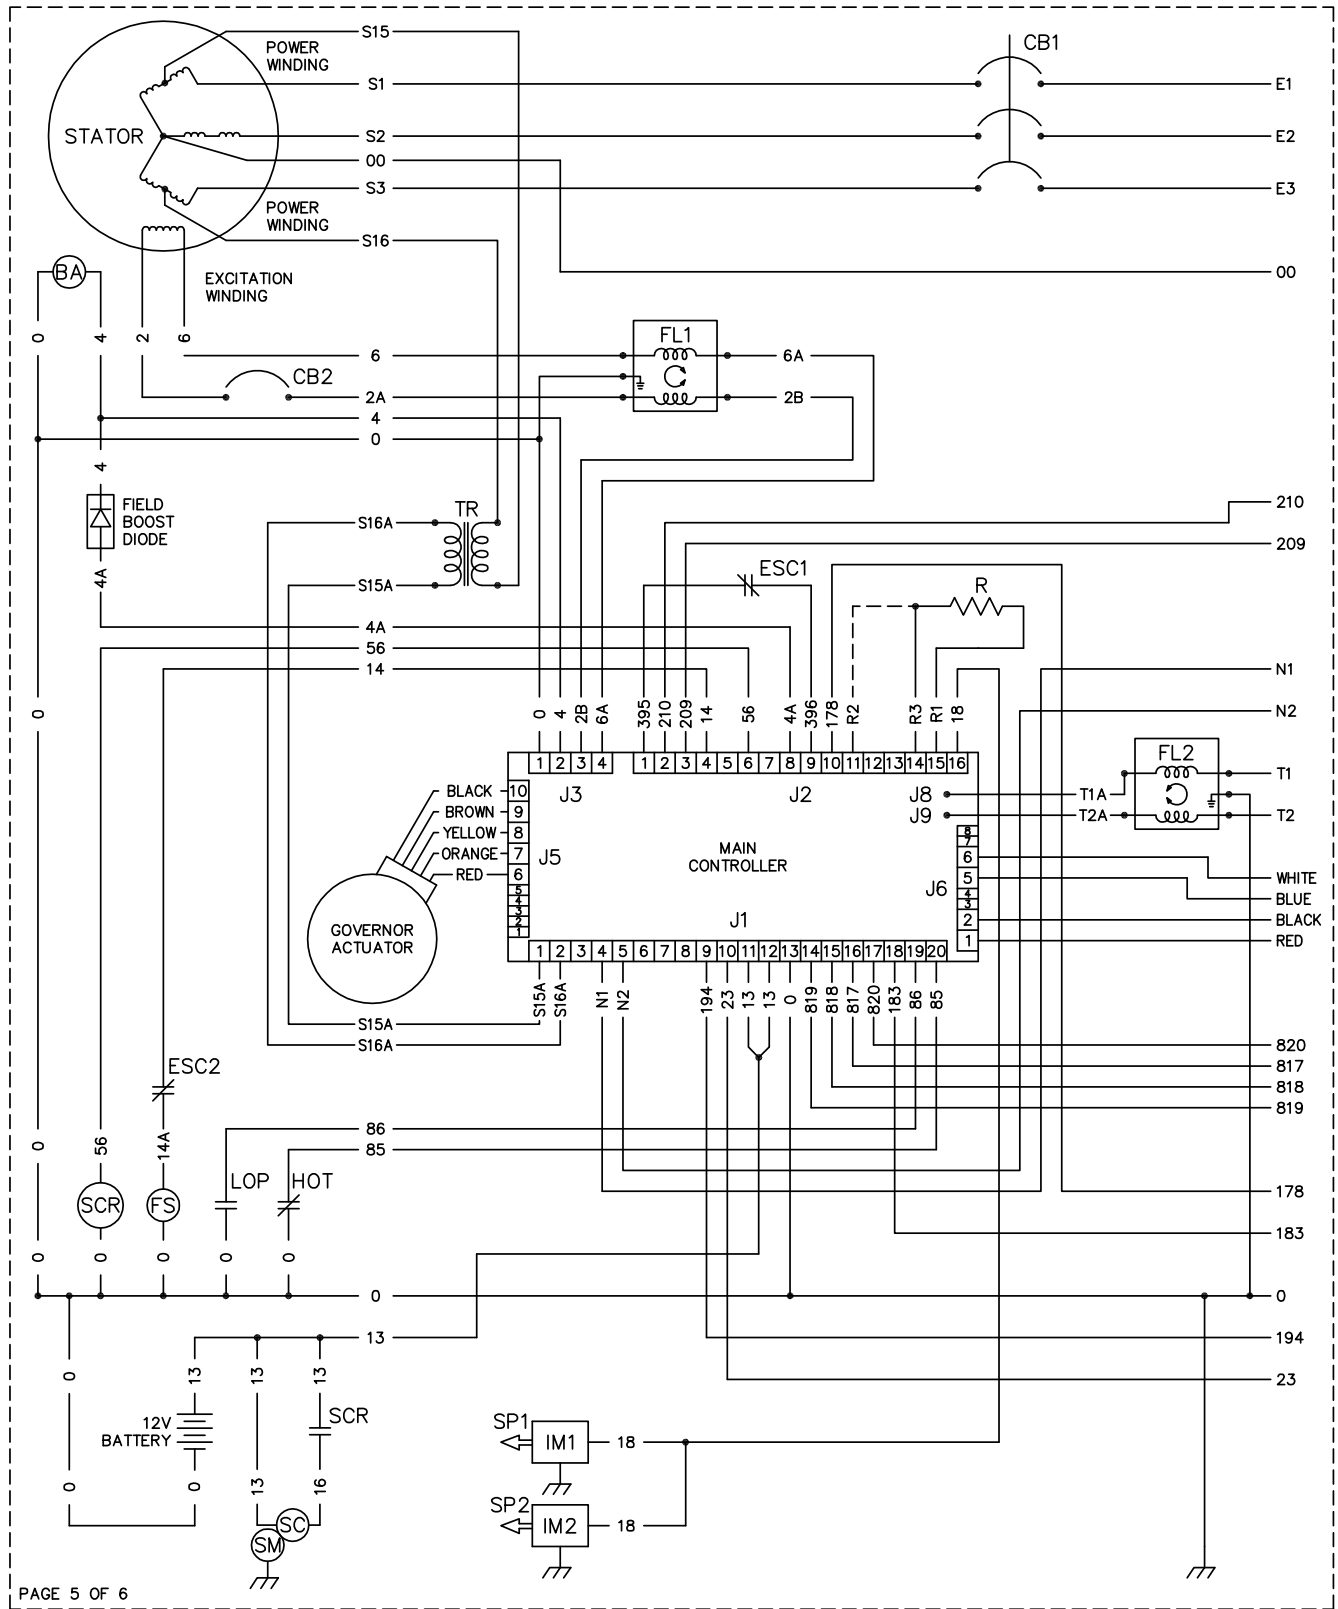 S15
POWER
WINDING
CB1
S1
E1
STATOR
S2
E2
00
S3
E3
POWER
WINDING
S16
BA
EXCITATION
WINDING
00
0
4
2
6
FL1
6
6A
CB2
2A
2B
4
0
4
FIELD
BOOST
DIODE
TR
S16A
210
209
4A
S15A
ESC1
R
4A
56
14
N1
0
0
4
2B
6A
395
210
209
14
56
4A
396
178
R2
R3
R1
18
N2
1 2 3 4
1 2 3 4 5 6 7 8 9 10 11 12 13 14 15 16
FL2
T1
BLACK
10
J3
J2
J8
T1A
BROWN
9
J9
T2A
T2
YELLOW
8
ORANGE
7
J5
MAIN
CONTROLLER
8
7
6
RED
6
5
4
3
2
1
J6
5
4
3
2
1
WHITE
BLUE
BLACK
RED
GOVERNOR
ACTUATOR
J1
1 2 3 4 5 6 7 8 9 10 11 12 13 14 15 16 17 18 19 20
S15A
S16A
N1
N2
194
23
13
13
0
819
818
817
820
183
86
85
S15A
S16A
820
817
818
819
ESC2
86
85
0
56
14A
LOP
HOT
SCR
FS
178
183
0
0
0
0
0
0
0
13
194
0
13
13
13
23
12V
BATTERY
SCR
SP1
IM1
18
0
0
13
16
SP2
IM2
18
SC
SM
PAGE 5 OF 6